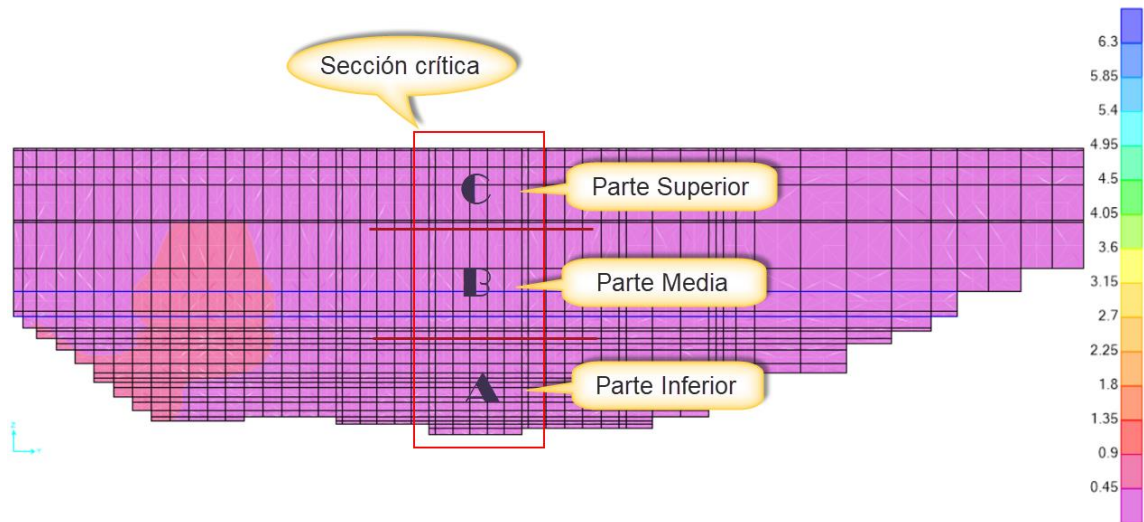 Sección crítica
C
Parte Superior
B
Parte Media
A
Parte Inferior
6.3
5.85
5.4
4.95
4.5
4.05
3.6
3.15
2.7
2.25
1.8
1.35
0.9
0.45